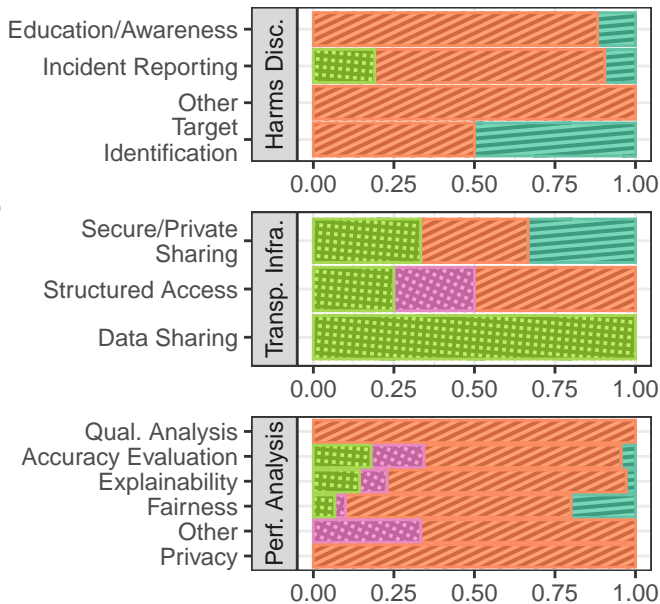 Education/Awareness
Incident Reporting
Other
Target
Identification
Harms Disc.
0.00 0.25 0.50 0.75 1.00
Secure/Private
Sharing
Structured Access
Data Sharing
Transp. Infra.
0.00 0.25 0.50 0.75 1.00
Qual. Analysis
Accuracy Evaluation
Explainability
Fairness
Other
Privacy
Perf. Analysis
0.00 0.25 0.50 0.75 1.00